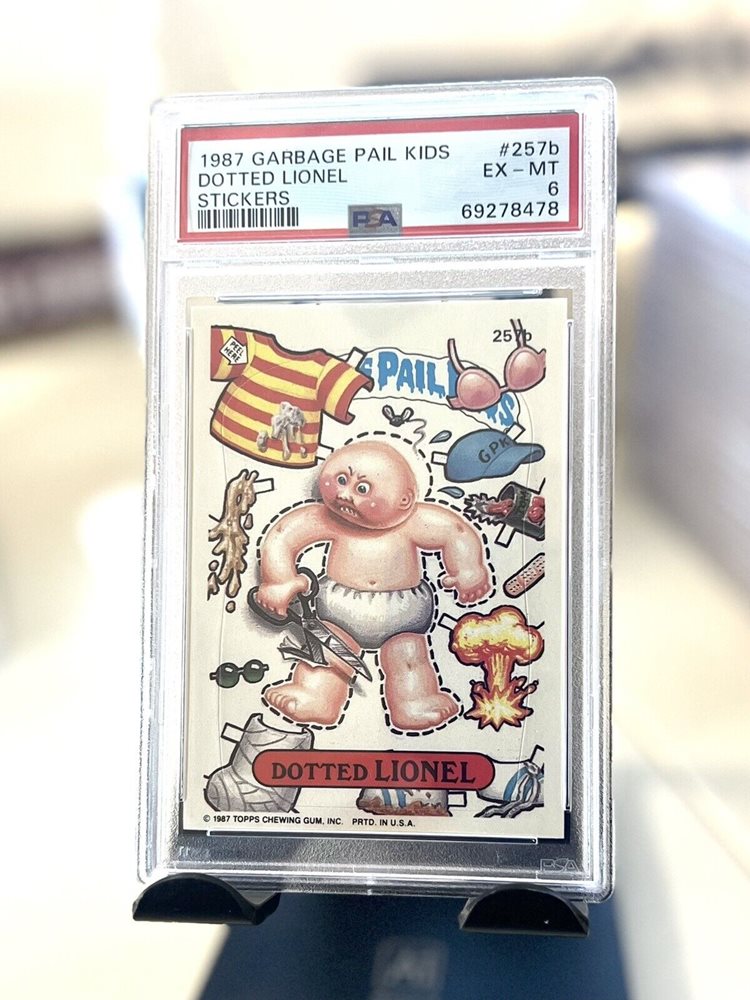 1987 GARBAGE PAIL KIDS #257b
DOTTED LIONEL EX - MT
STICKERS 6
PSA 69278478
257b
PEEL
HERE
PAIL
GPK
DOTTED LIONEL
© 1987 TOPPS CHEWING GUM, INC. PRTD. IN U.S.A.
PSA